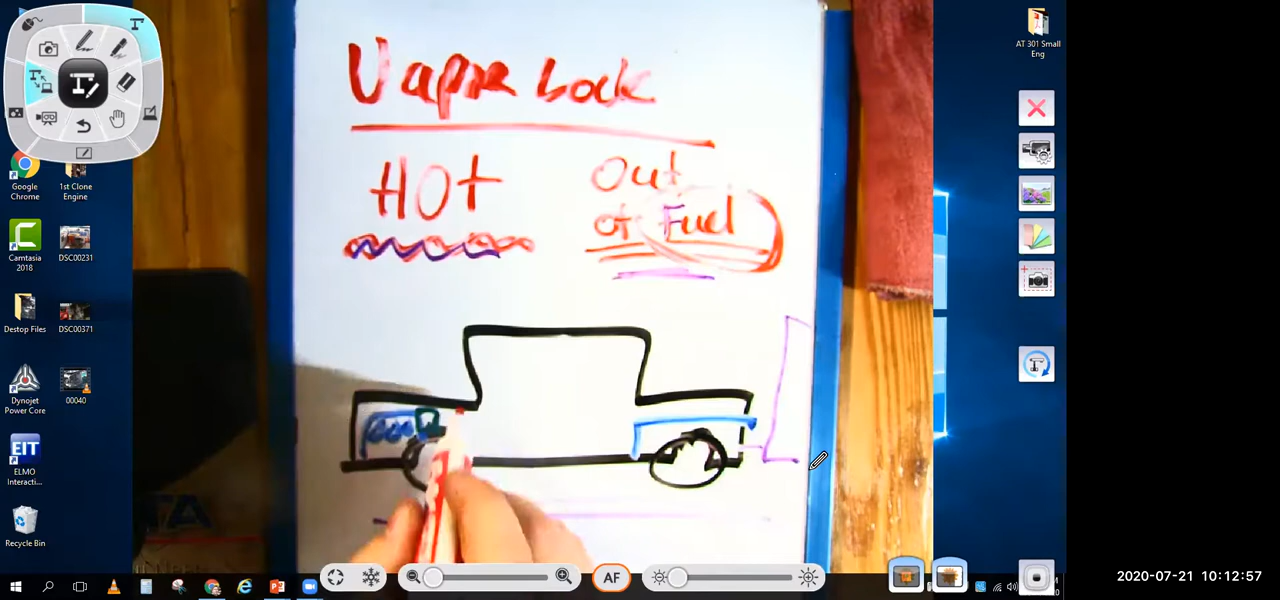 Vapor Lock
HOt
Out
of Fuel
AT 301 Small
Eng
Google
Chrome
1st Clone
Engine
Camtasia
2018
DSC00231
Destop Files
DSC00371
Dynojet Power Core
00040
EIT
ELMO
Interacti...
Recycle Bin
AF
2020-07-21 10:12:57